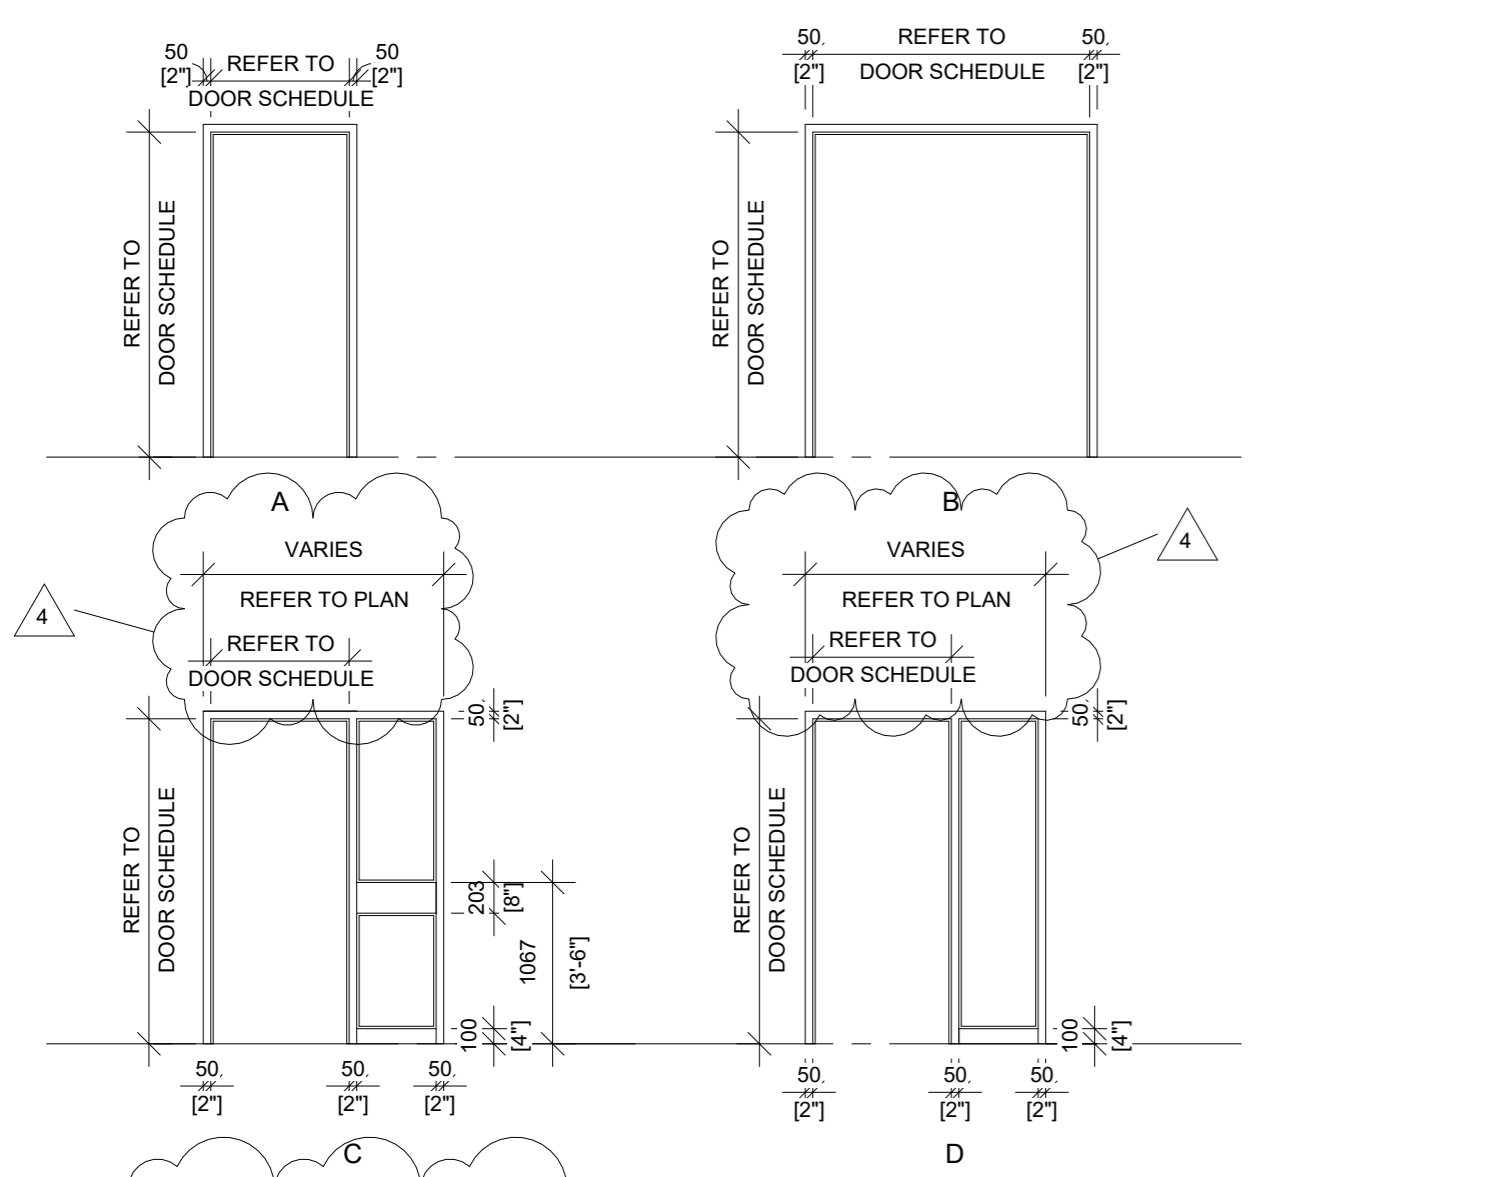 50
[2"]
REFER TO
DOOR SCHEDULE
50
[2"]
REFER TO
DOOR SCHEDULE
A
50
[2"]
REFER TO
DOOR SCHEDULE
50
[2"]
REFER TO
DOOR SCHEDULE
B
4
VARIES
REFER TO PLAN
REFER TO
DOOR SCHEDULE
50
[2"]
REFER TO
DOOR SCHEDULE
203
[8"]
1067
[3'-6"]
100
[4"]
50
[2"]
50
[2"]
50
[2"]
C
4
VARIES
REFER TO PLAN
REFER TO
DOOR SCHEDULE
50
[2"]
REFER TO
DOOR SCHEDULE
100
[4"]
50
[2"]
50
[2"]
50
[2"]
D